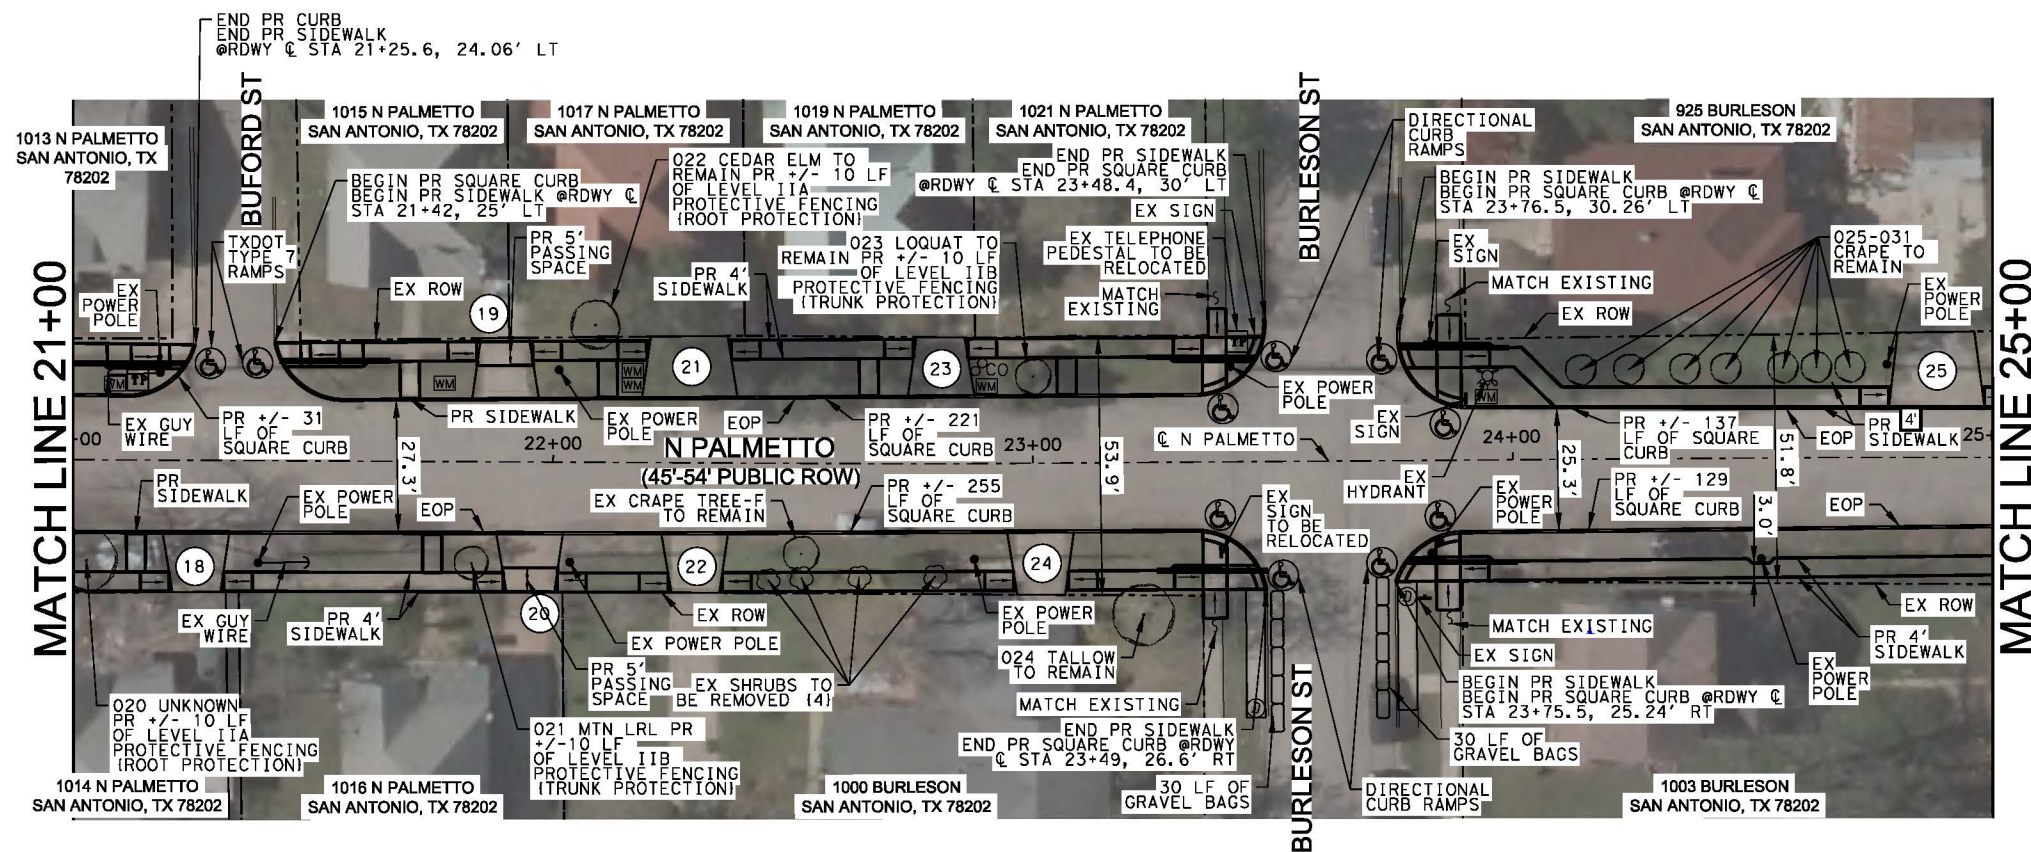 END PR CURB
END PR SIDEWALK
@RDWY ℄ STA 21+25.6, 24.06' LT
BUFORD ST
BURLESON ST
1013 N PALMETTO
SAN ANTONIO, TX
78202
1015 N PALMETTO
SAN ANTONIO, TX 78202
1017 N PALMETTO
SAN ANTONIO, TX 78202
1019 N PALMETTO
SAN ANTONIO, TX 78202
1021 N PALMETTO
SAN ANTONIO, TX 78202
925 BURLESON
SAN ANTONIO, TX 78202
DIRECTIONAL
CURB
RAMPS
BEGIN PR SQUARE CURB
BEGIN PR SIDEWALK @RDWY ℄
STA 21+42, 25' LT
022 CEDAR ELM TO
REMAIN PR +/- 10 LF
OF LEVEL IIA
PROTECTIVE FENCING
(ROOT PROTECTION)
END PR SIDEWALK
END PR SQUARE CURB
@RDWY ℄ STA 23+48.4, 30' LT
EX SIGN
EX TELEPHONE
PEDESTAL TO BE
RELOCATED
MATCH
EXISTING
BEGIN PR SIDEWALK
BEGIN PR SQUARE CURB @RDWY ℄
STA 23+76.5, 30.26' LT
EX
SIGN
MATCH EXISTING
EX ROW
025-031
CRAPE TO
REMAIN
EX
POWER
POLE
TXDOT
TYPE 7
RAMPS
EX
POWER
POLE
EX ROW
19
PR 5'
PASSING
SPACE
PR 4'
SIDEWALK
023 LOQUAT TO
REMAIN PR +/- 10 LF
OF LEVEL IIB
PROTECTIVE FENCING
(TRUNK PROTECTION)
MATCH LINE 21+00
MATCH LINE 25+00
WM
TP
WM
WM
WM
21
23
CO
WM
TP
WM
25
EX GUY
WIRE
PR +/- 31
LF OF
SQUARE CURB
27.3'
PR SIDEWALK
EX POWER
POLE
EOP
PR +/- 221
LF OF
SQUARE CURB
EX POWER
POLE
EX
SIGN
PR +/- 137
LF OF SQUARE
CURB
51.8'
EOP
PR 4'
SIDEWALK
-00
22+00
N PALMETTO
(45'-54' PUBLIC ROW)
23+00
53.9'
℄ N PALMETTO
24+00
25+
EX
HYDRANT
25.3'
PR
SIDEWALK
EX POWER
POLE
EOP
EX CRAPE TREE-F
TO REMAIN
PR +/- 255
LF OF
SQUARE CURB
EX
SIGN
TO BE
RELOCATED
EX
POWER
POLE
PR +/- 129
LF OF
SQUARE CURB
3.0'
EOP
18
22
24
20
EX GUY
WIRE
PR 4'
SIDEWALK
EX ROW
EX POWER POLE
PR 5'
PASSING
SPACE
EX SHRUBS TO
BE REMOVED (4)
EX POWER
POLE
024 TALLOW
TO REMAIN
MATCH EXISTING
D
D
MATCH EXISTING
EX SIGN
EX ROW
PR 4'
SIDEWALK
EX
POWER
POLE
020 UNKNOWN
PR +/- 10 LF
OF LEVEL IIA
PROTECTIVE FENCING
(ROOT PROTECTION)
021 MTN LRL PR
+/-10 LF
OF LEVEL IIB
PROTECTIVE FENCING
(TRUNK PROTECTION)
END PR SIDEWALK
END PR SQUARE CURB @RDWY
℄ STA 23+49, 26.6' RT
BEGIN PR SIDEWALK
BEGIN PR SQUARE CURB @RDWY ℄
STA 23+75.5, 25.24' RT
30 LF OF
GRAVEL BAGS
30 LF OF
GRAVEL BAGS
DIRECTIONAL
CURB RAMPS
BURLESON ST
1014 N PALMETTO
SAN ANTONIO, TX 78202
1016 N PALMETTO
SAN ANTONIO, TX 78202
1000 BURLESON
SAN ANTONIO, TX 78202
1003 BURLESON
SAN ANTONIO, TX 78202